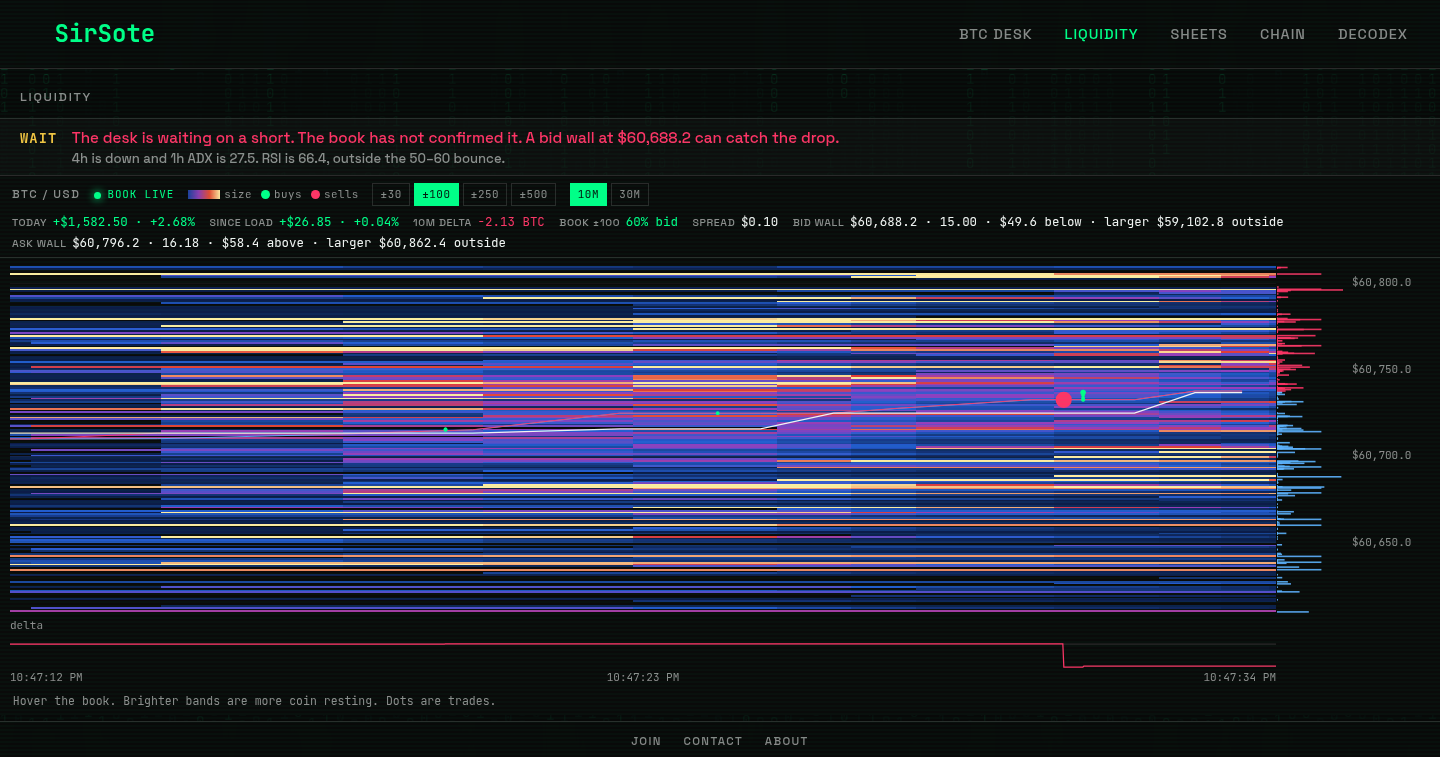 SirSote
BTC DESK LIQUIDITY SHEETS CHAIN DECODEX
LIQUIDITY
WAIT The desk is waiting on a short. The book has not confirmed it. A bid wall at $60,688.2 can catch the drop.
4h is down and 1h ADX is 27.5. RSI is 66.4, outside the 50–60 bounce.
BTC / USD BOOK LIVE size buys sells ±30 ±100 ±250 ±500 10M 30M
TODAY +$1,582.50 · +2.68% SINCE LOAD +$26.85 · +0.04% 10M DELTA -2.13 BTC BOOK ±100 60% bid SPREAD $0.10 BID WALL $60,688.2 · 15.00 · $49.6 below · larger $59,102.8 outside
ASK WALL $60,796.2 · 16.18 · $58.4 above · larger $60,862.4 outside
$60,800.0
$60,750.0
$60,700.0
$60,650.0
delta
10:47:12 PM 10:47:23 PM 10:47:34 PM
Hover the book. Brighter bands are more coin resting. Dots are trades.
JOIN CONTACT ABOUT